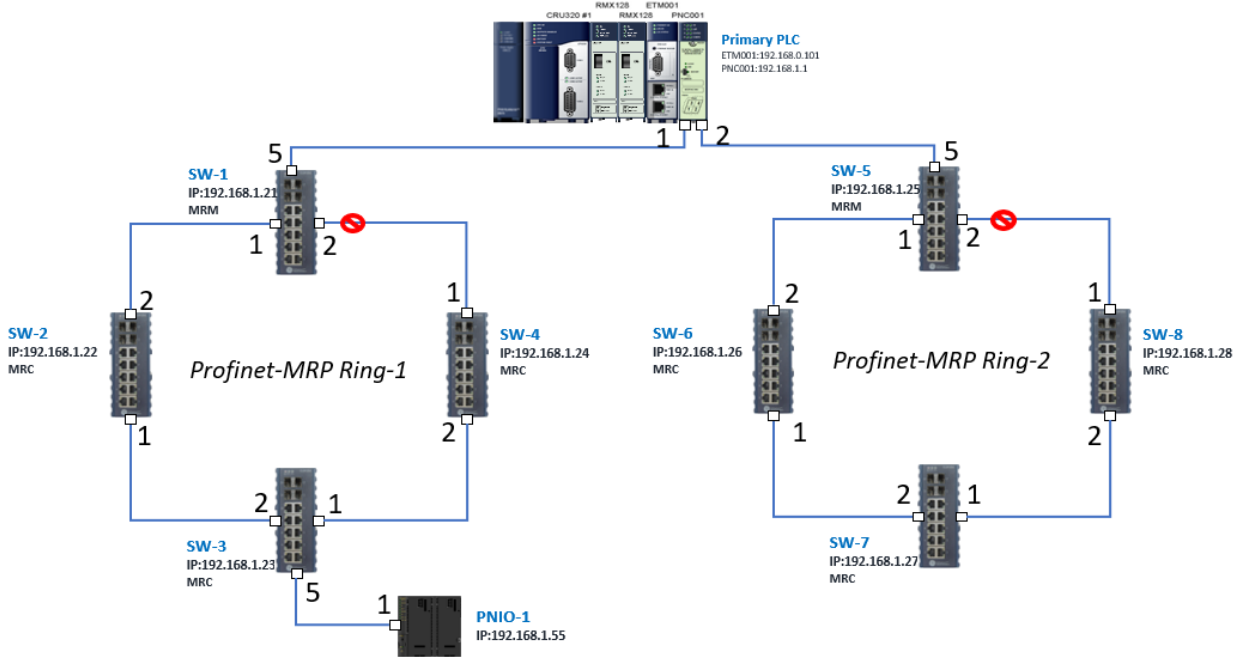 RMX128 ETM001
CRU320 #1 RMX128 PNC001
Primary PLC
ETM001:192.168.0.101
PNC001:192.168.1.1
1
2
5
SW-1
IP:192.168.1.21
MRM
1
2
5
SW-5
IP:192.168.1.25
MRM
1
2
2
SW-2
IP:192.168.1.22
MRC
1
1
SW-4
IP:192.168.1.24
MRC
2
Profinet-MRP Ring-1
2
SW-6
IP:192.168.1.26
MRC
1
1
SW-8
IP:192.168.1.28
MRC
2
Profinet-MRP Ring-2
2
1
SW-3
IP:192.168.1.23
MRC
5
2
1
SW-7
IP:192.168.1.27
MRC
1
PNIO-1
IP:192.168.1.55